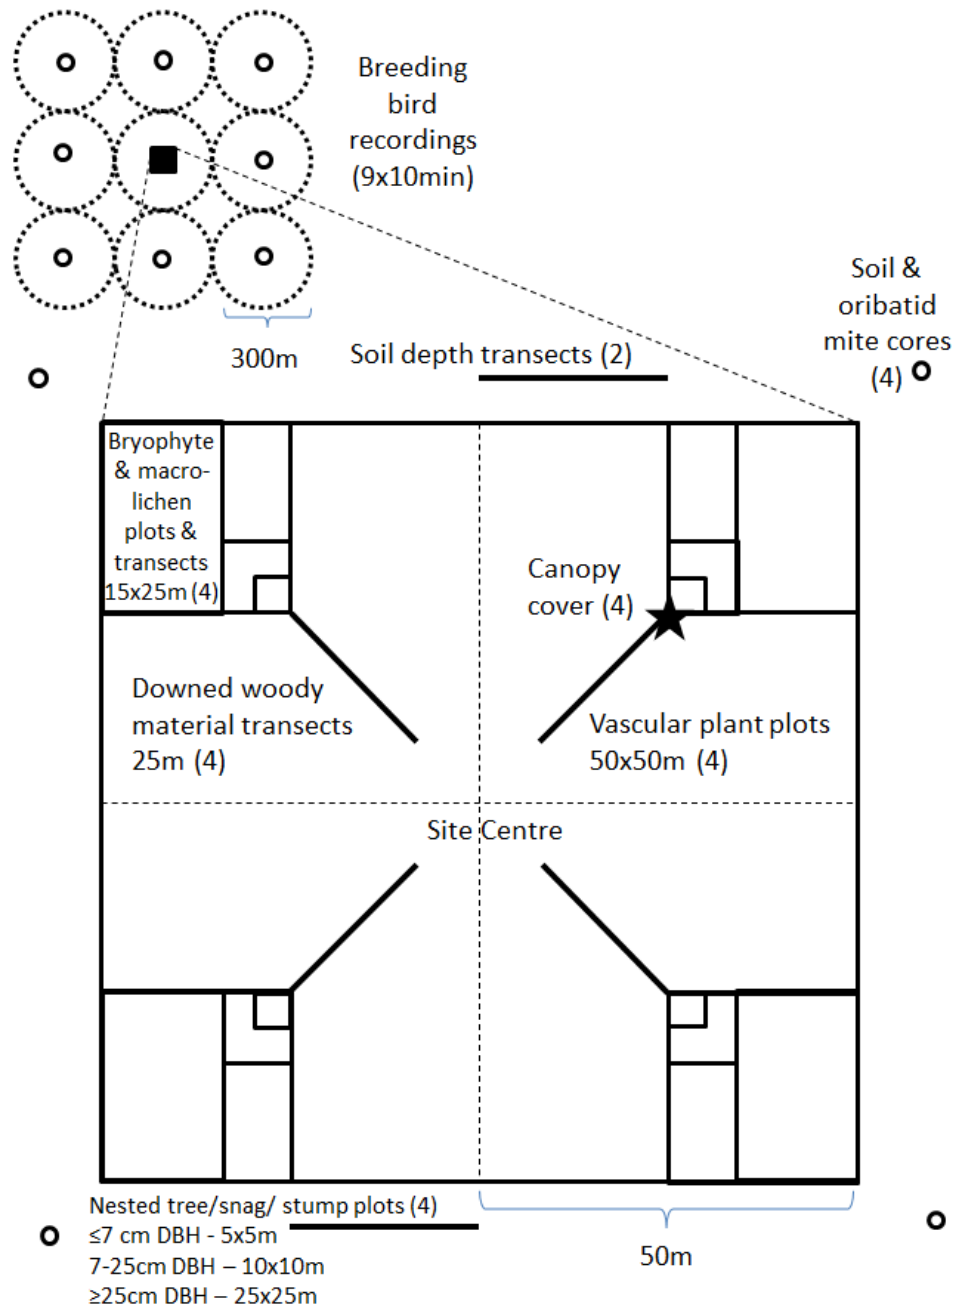 Breeding
bird
recordings
(9x10min)
300m
Soil &
oribatid
mite cores
(4)
Soil depth transects (2)
Bryophyte
& macro-
lichen
plots &
transects
15x25m (4)
Canopy
cover (4)
Downed woody
material transects
25m (4)
Vascular plant plots
50x50m (4)
Site Centre
Nested tree/snag/ stump plots (4)
≤7 cm DBH - 5x5m
7-25cm DBH – 10x10m
≥25cm DBH – 25x25m
50m